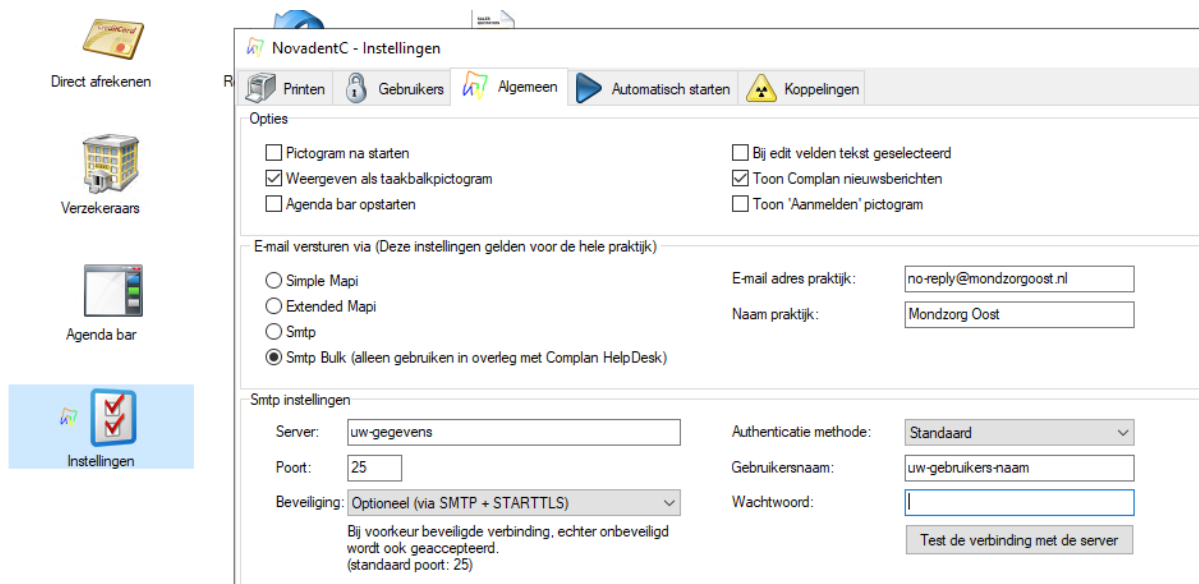 CreditCard
Direct afrekenen
R
Verzekeraars
Agenda bar
Instellingen
NovadentC - Instellingen
Printen
Gebruikers
Algemeen
Automatisch starten
Koppelingen
Opties
Pictogram na starten
Bij edit velden tekst geselecteerd
Weergeven als taakbalkpictogram
Toon Complan nieuwsberichten
Agenda bar opstarten
Toon 'Aanmelden' pictogram
E-mail versturen via (Deze instellingen gelden voor de hele praktijk)
Simple Mapi
Extended Mapi
Smtp
Smtp Bulk (alleen gebruiken in overleg met Complan HelpDesk)
E-mail adres praktijk: no-reply@mondzorgoost.nl
Naam praktijk: Mondzorg Oost
Smtp instellingen
Server: uw-gegevens
Poort: 25
Beveiliging: Optioneel (via SMTP + STARTTLS)
Bij voorkeur beveiligde verbinding, echter onbeveiligd
wordt ook geaccepteerd.
(standaard poort: 25)
Authenticatie methode: Standaard
Gebruikersnaam: uw-gebruikers-naam
Wachtwoord:
Test de verbinding met de server